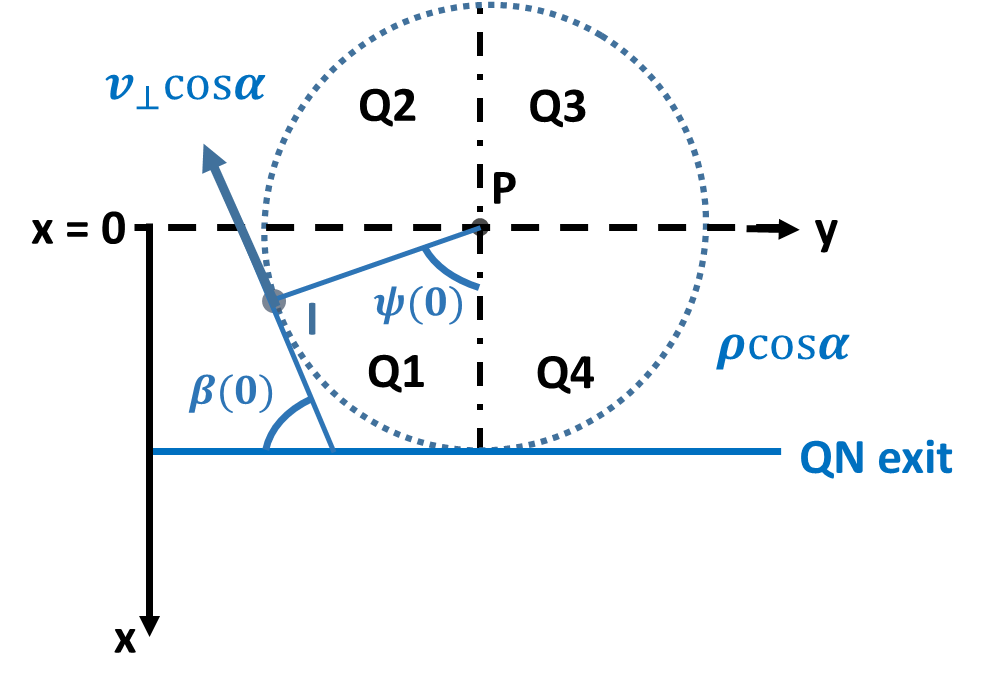 v⊥cosα
Q2
Q3
P
x = 0
y
I
ψ(0)
ρcosα
Q1
Q4
β(0)
QN exit
x